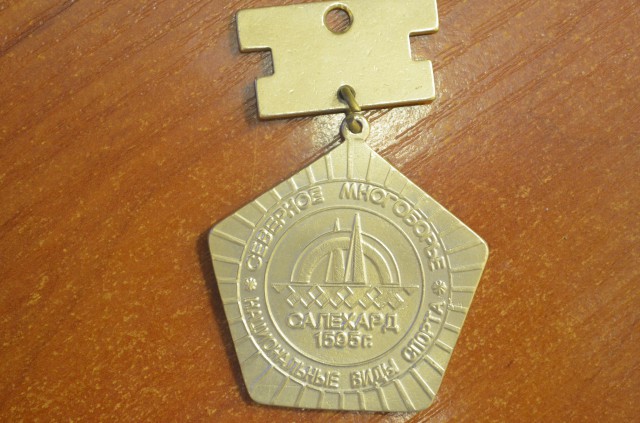 СЕВЕРНОЕ МНОГОБОРЬЕ
САЛЕХАРД
1595г.
* НАЦИОНАЛЬНЫЕ ВИДЫ СПОРТА *